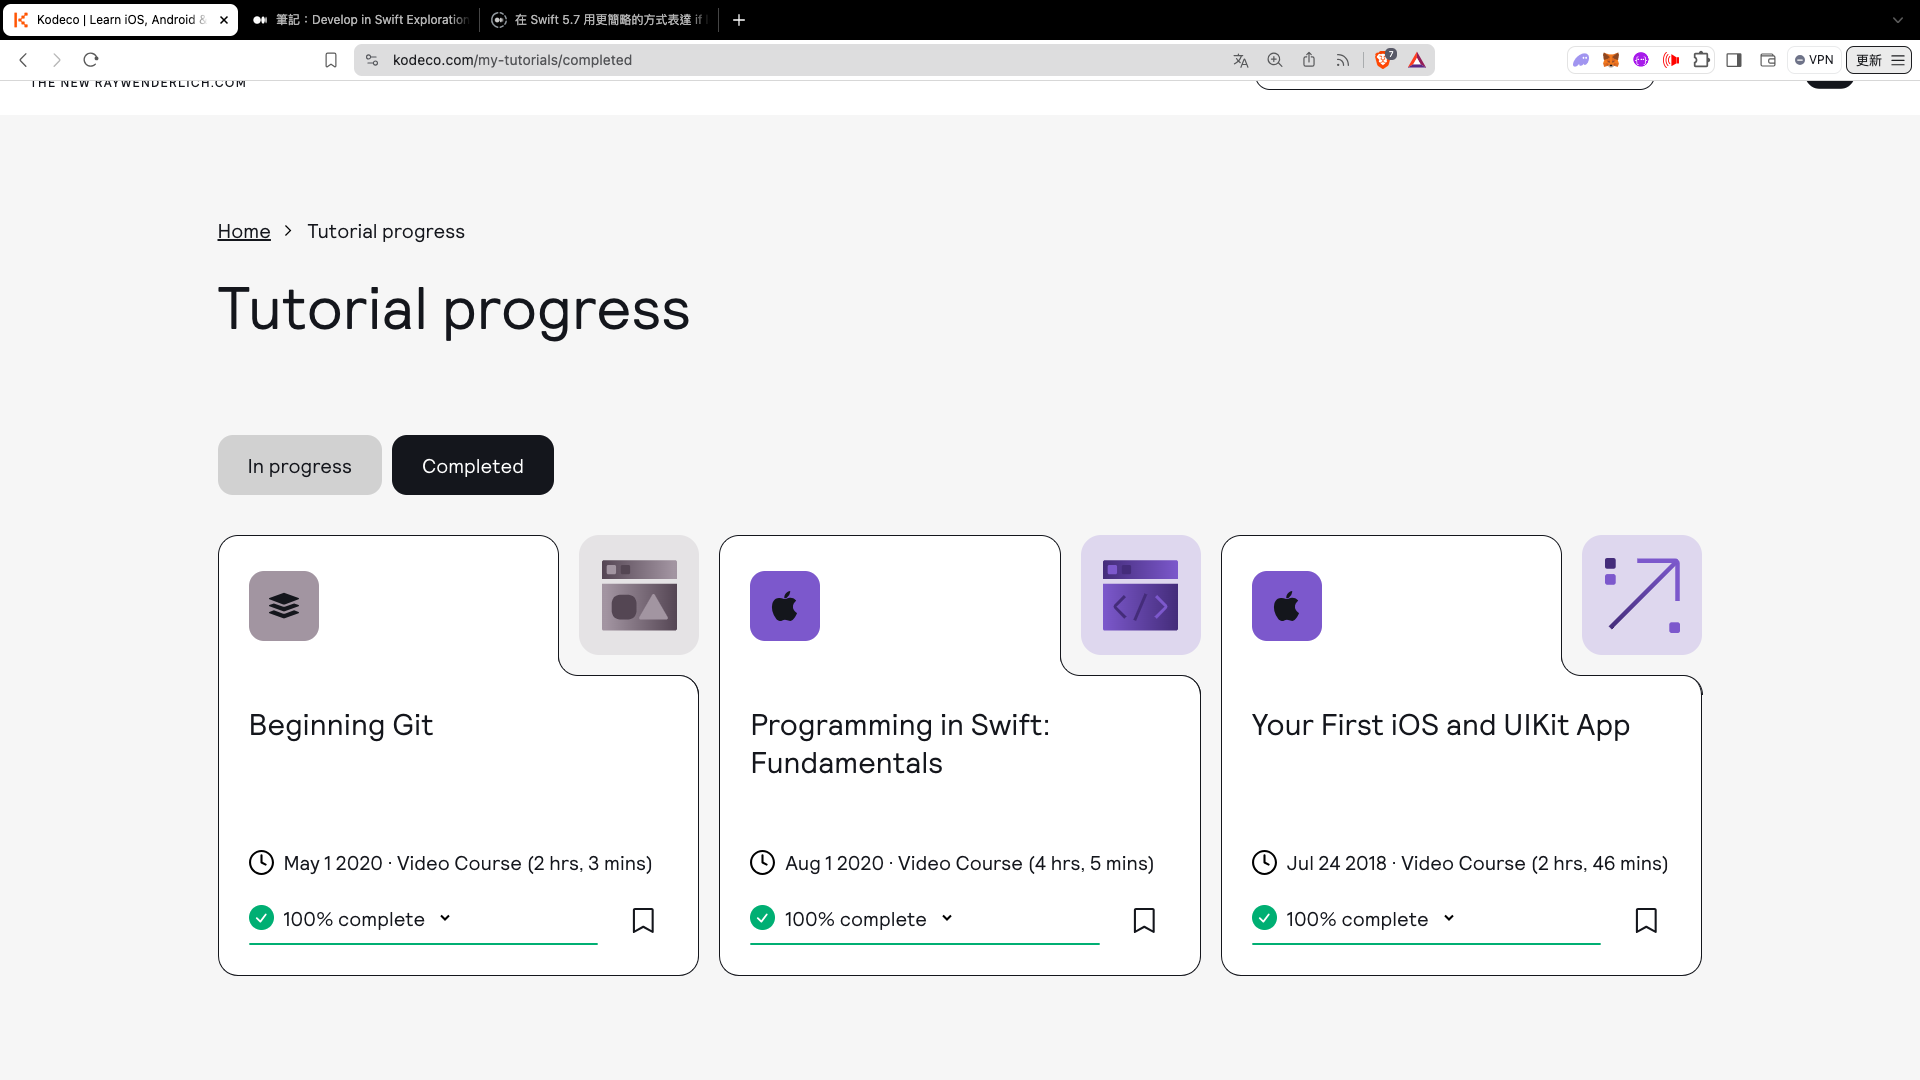 Kodeco | Learn iOS, Android &
筆記：Develop in Swift Exploration
在 Swift 5.7 用更簡略的方式表達 if
kodeco.com/my-tutorials/completed
7
VPN
更新
THE NEW RAYWENDERLICH.COM
Home > Tutorial progress
Tutorial progress
In progress
Completed
Beginning Git
May 1 2020 · Video Course (2 hrs, 3 mins)
100% complete
Programming in Swift:
Fundamentals
Aug 1 2020 · Video Course (4 hrs, 5 mins)
100% complete
Your First iOS and UIKit App
Jul 24 2018 · Video Course (2 hrs, 46 mins)
100% complete